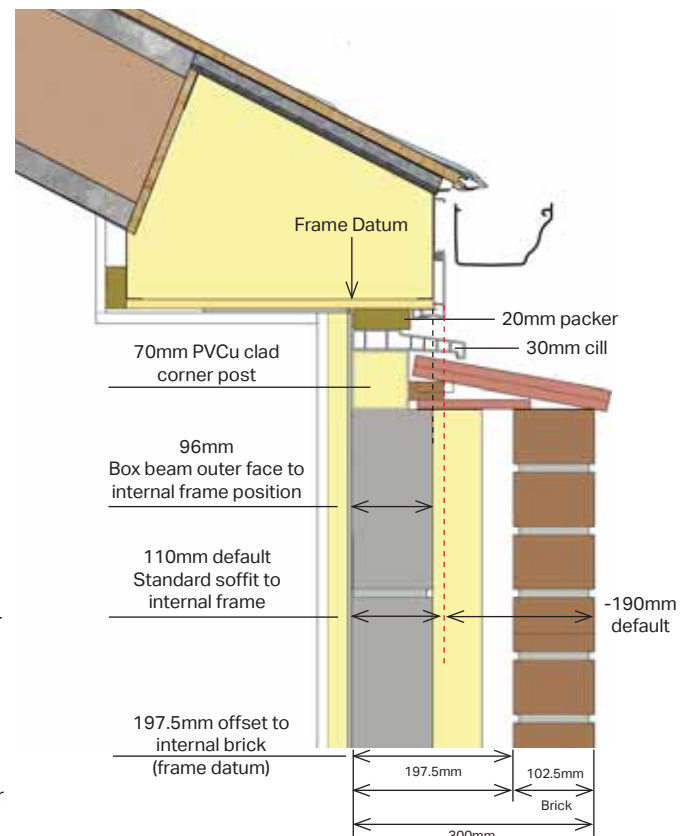 Frame Datum
20mm packer
30mm cill
70mm PVCu clad
corner post
96mm
Box beam outer face to
internal frame position
110mm default
Standard soffit to
internal frame
-190mm
default
197.5mm offset to
internal brick
(frame datum)
197.5mm
102.5mm
Brick
300mm